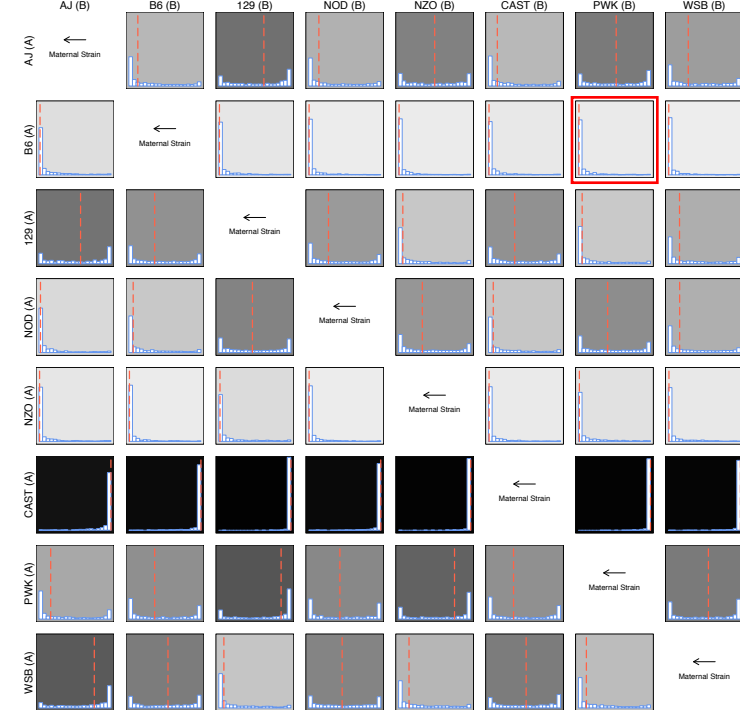 AJ (B) B6 (B) 129 (B) NOD (B) NZO (B) CAST (B) PWK (B) WSB (B)
AJ (A)
Maternal Strain
B6 (A)
Maternal Strain
129 (A)
Maternal Strain
NOD (A)
Maternal Strain
NZO (A)
Maternal Strain
CAST (A)
Maternal Strain
PWK (A)
Maternal Strain
WSB (A)
Maternal Strain